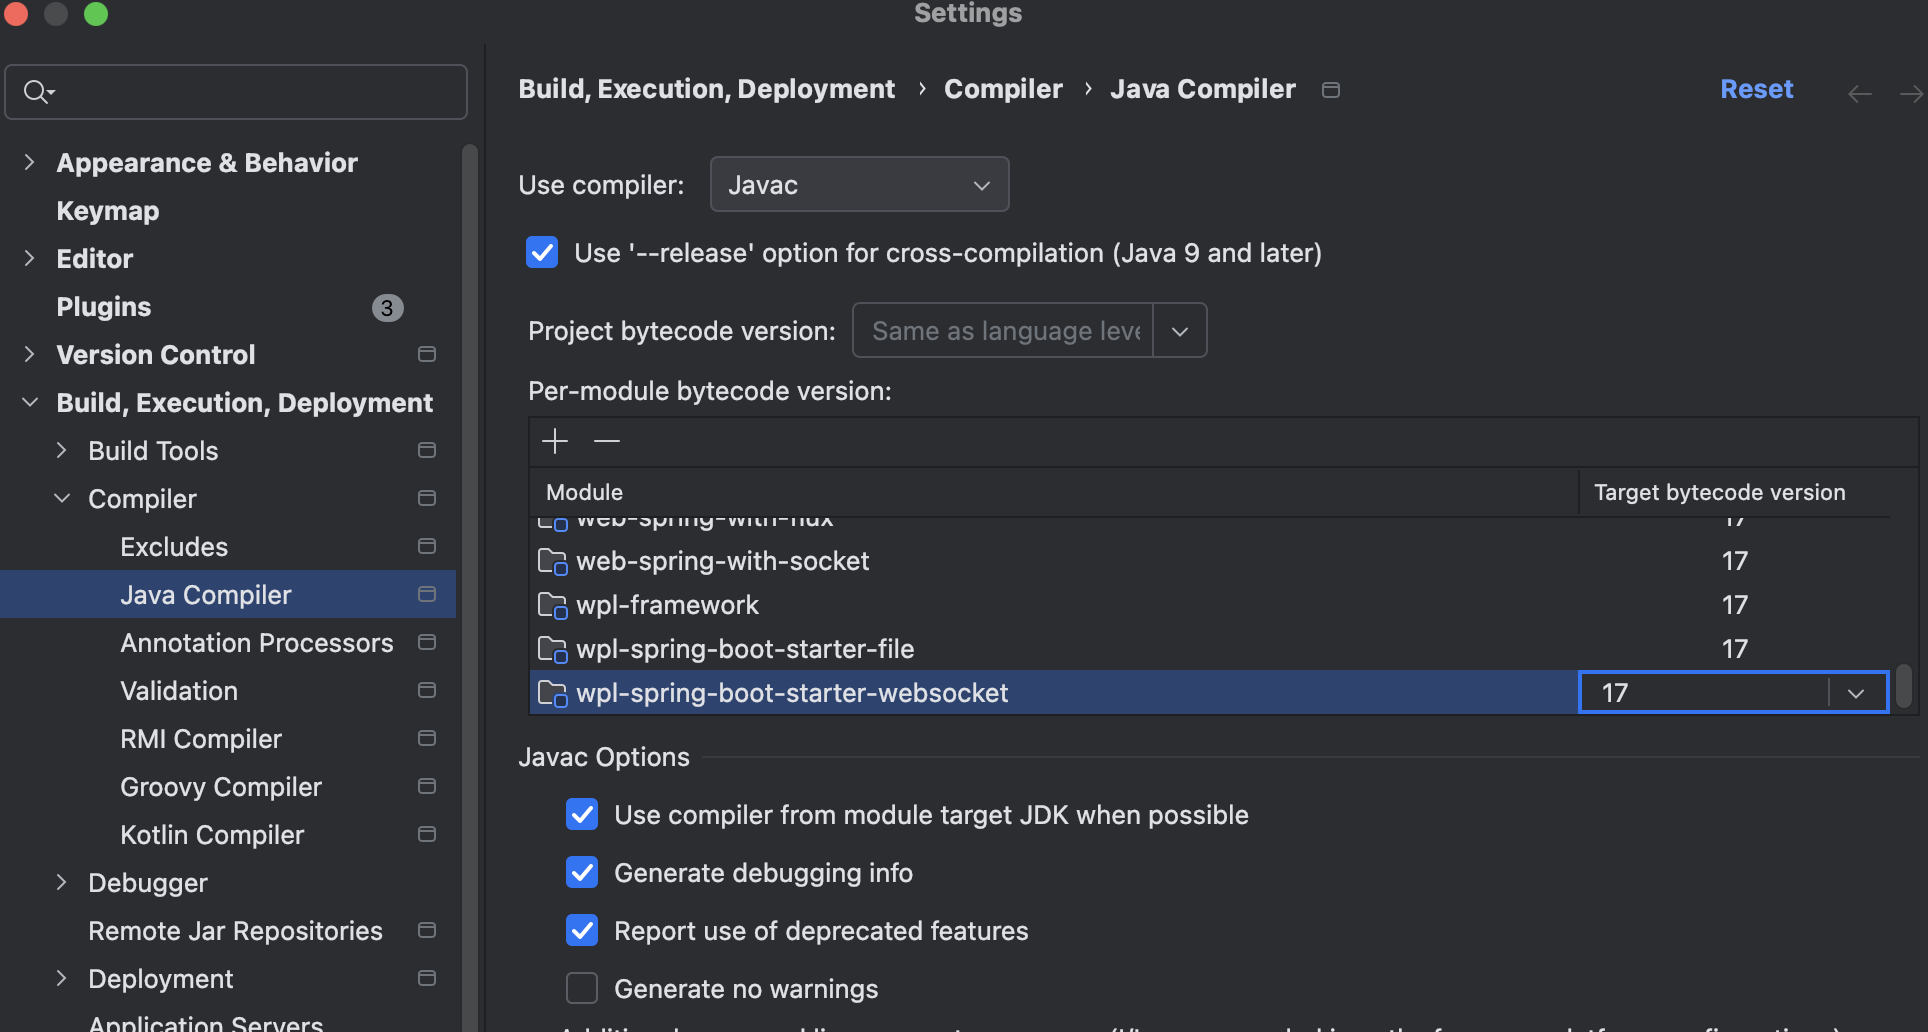 Settings
Build, Execution, Deployment › Compiler › Java Compiler
Reset
Appearance & Behavior
Keymap
Editor
Plugins 3
Version Control
Build, Execution, Deployment
Build Tools
Compiler
Excludes
Java Compiler
Annotation Processors
Validation
RMI Compiler
Groovy Compiler
Kotlin Compiler
Debugger
Remote Jar Repositories
Deployment
Application Servers
Use compiler: Javac
Use '--release' option for cross-compilation (Java 9 and later)
Project bytecode version: Same as language leve
Per-module bytecode version:
Module Target bytecode version
web-spring-with-flux 17
web-spring-with-socket 17
wpl-framework 17
wpl-spring-boot-starter-file 17
wpl-spring-boot-starter-websocket 17
Javac Options
Use compiler from module target JDK when possible
Generate debugging info
Report use of deprecated features
Generate no warnings